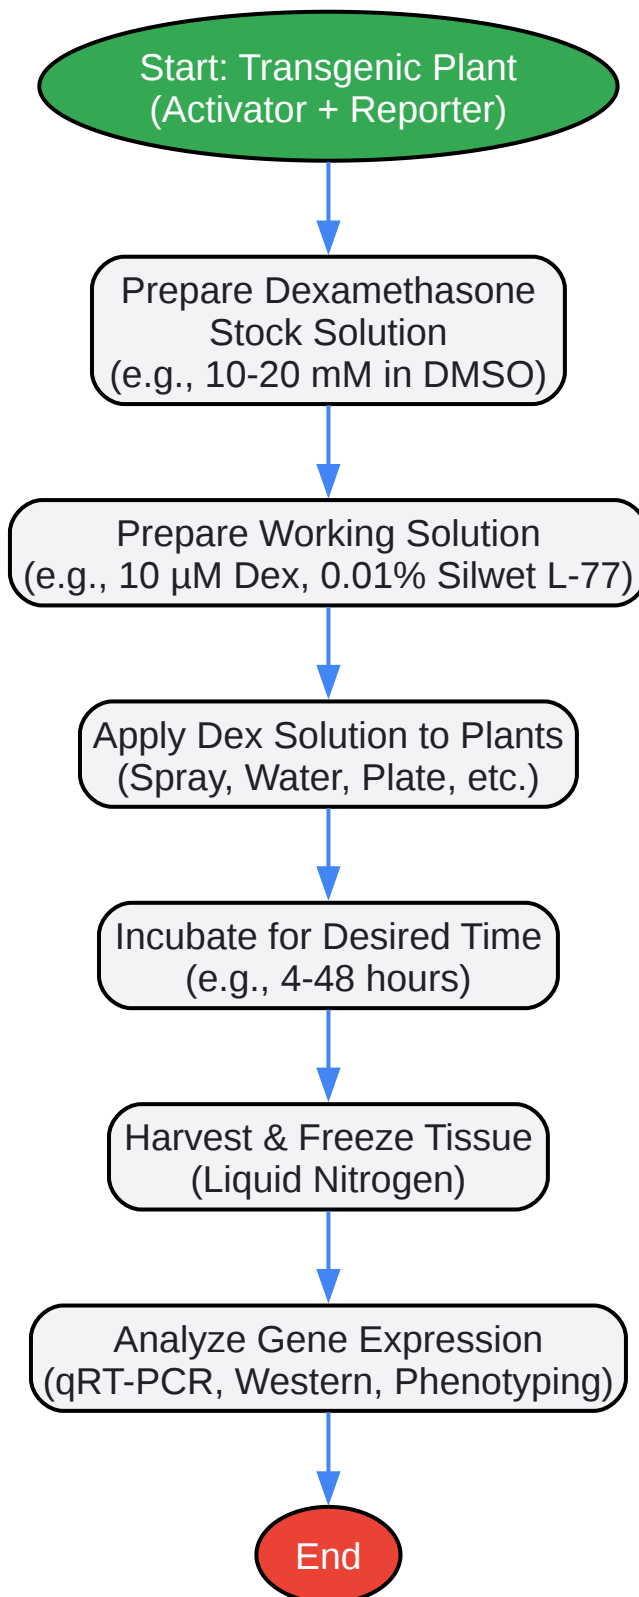 Start: Transgenic Plant
(Activator + Reporter)
Prepare Dexamethasone
Stock Solution
(e.g., 10-20 mM in DMSO)
Prepare Working Solution
(e.g., 10 µM Dex, 0.01% Silwet L-77)
Apply Dex Solution to Plants
(Spray, Water, Plate, etc.)
Incubate for Desired Time
(e.g., 4-48 hours)
Harvest & Freeze Tissue
(Liquid Nitrogen)
Analyze Gene Expression
(qRT-PCR, Western, Phenotyping)
End